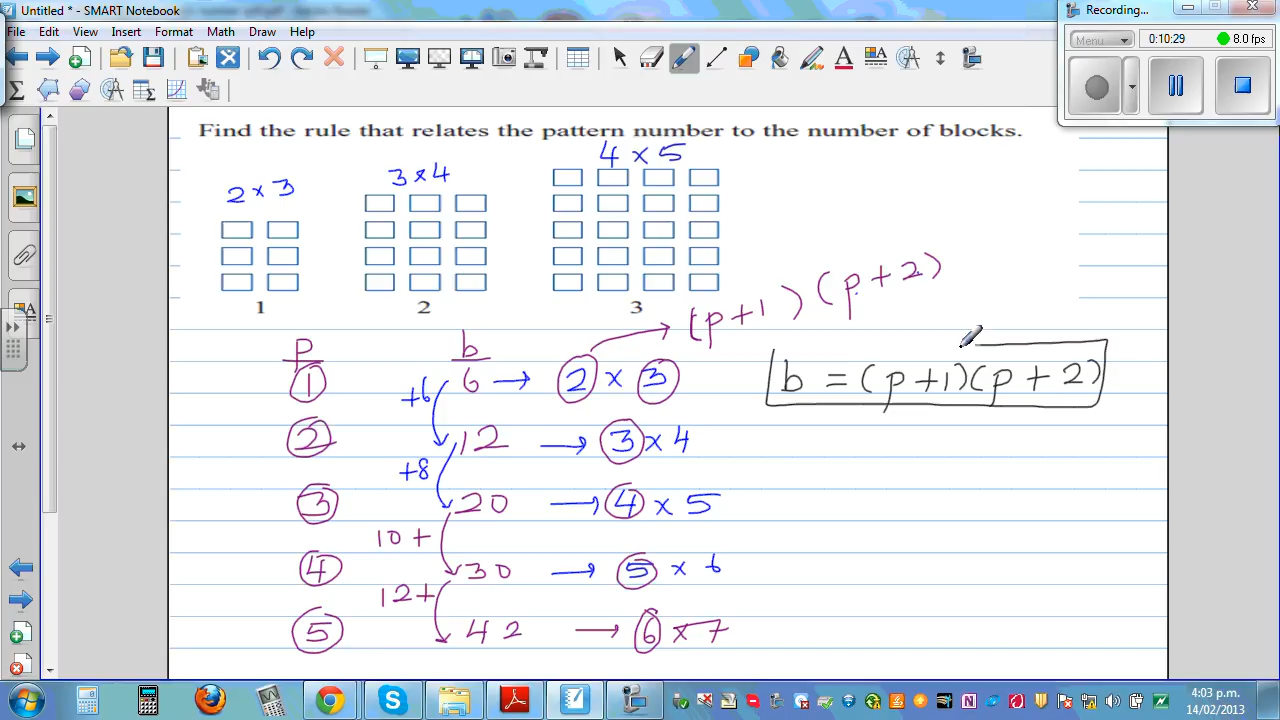 Untitled * - SMART Notebook
Recording...
File Edit View Insert Format Math Draw Help
Menu 0:10:29 8.0 fps
Find the rule that relates the pattern number to the number of blocks.
2 × 3 3 × 4 4 × 5
1 2 3
(p+1) (p+2)
p b
1 +6 6 → 2 × 3
b = (p+1)(p+2)
2 +8 12 → 3 × 4
3 20 → 4 × 5
10 +
4 30 → 5 × 6
12+
5 42 → 6 × 7
4:03 p.m.
14/02/2013